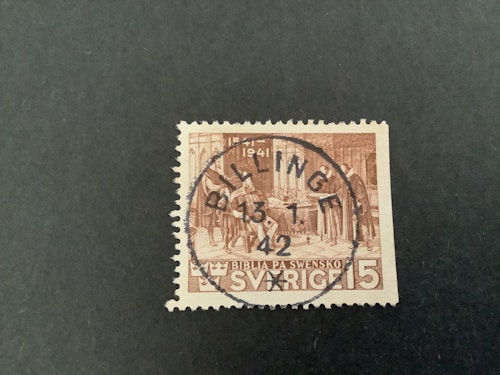 1541-
1941
BILLINGE
13. 1.
42
BIBLIA PÅ SWENSKO
SVERIGE 15